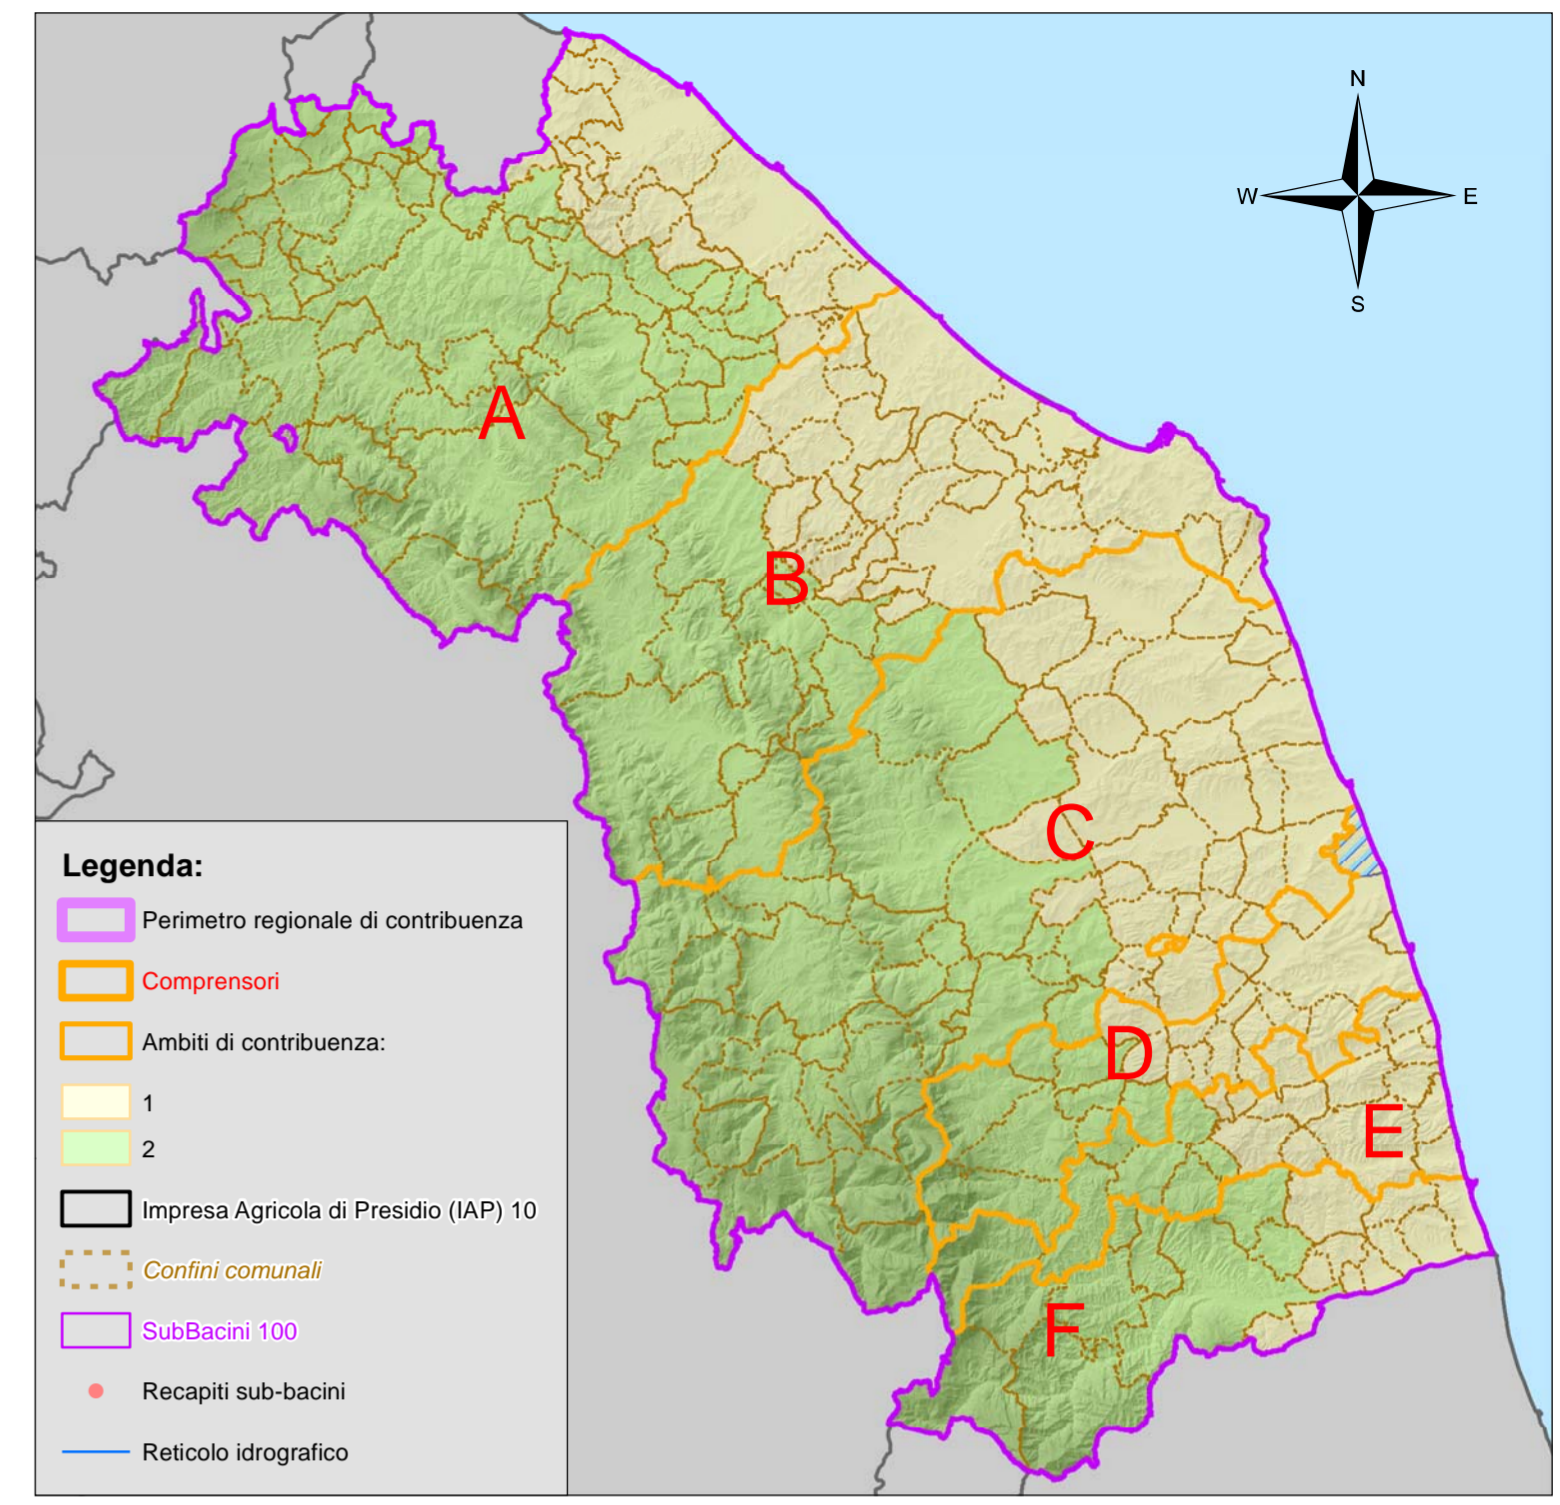 N
W
E
S
A
B
C
D
E
F
Legenda:
Perimetro regionale di contribuenza
Comprensori
Ambiti di contribuenza:
1
2
Impresa Agricola di Presidio (IAP) 10
Confini comunali
SubBacini 100
Recapiti sub-bacini
Reticolo idrografico